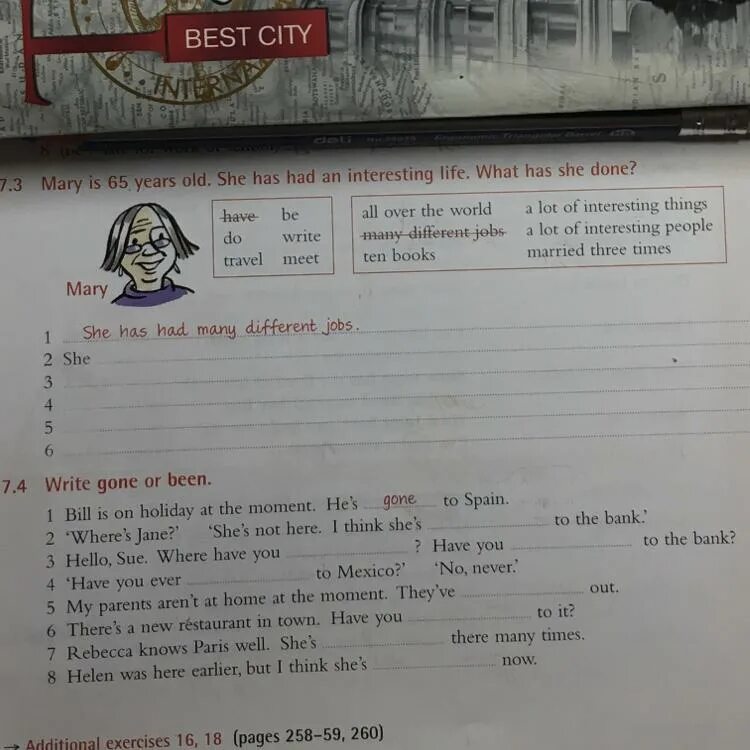 BEST CITY
INTERNA
deli
7.3 Mary is 65 years old. She has had an interesting life. What has she done?
have be
do write
travel meet
all over the world a lot of interesting things
many different jobs a lot of interesting people
ten books married three times
Mary
1 She has had many different jobs.
2 She
3
4
5
6
7.4 Write gone or been.
1 Bill is on holiday at the moment. He's gone to Spain.
2 'Where's Jane?' 'She's not here. I think she's to the bank.'
3 Hello, Sue. Where have you ? Have you to the bank?
4 'Have you ever to Mexico?' 'No, never.'
5 My parents aren't at home at the moment. They've out.
6 There's a new restaurant in town. Have you to it?
7 Rebecca knows Paris well. She's there many times.
8 Helen was here earlier, but I think she's now.
→ Additional exercises 16, 18 (pages 258–59, 260)